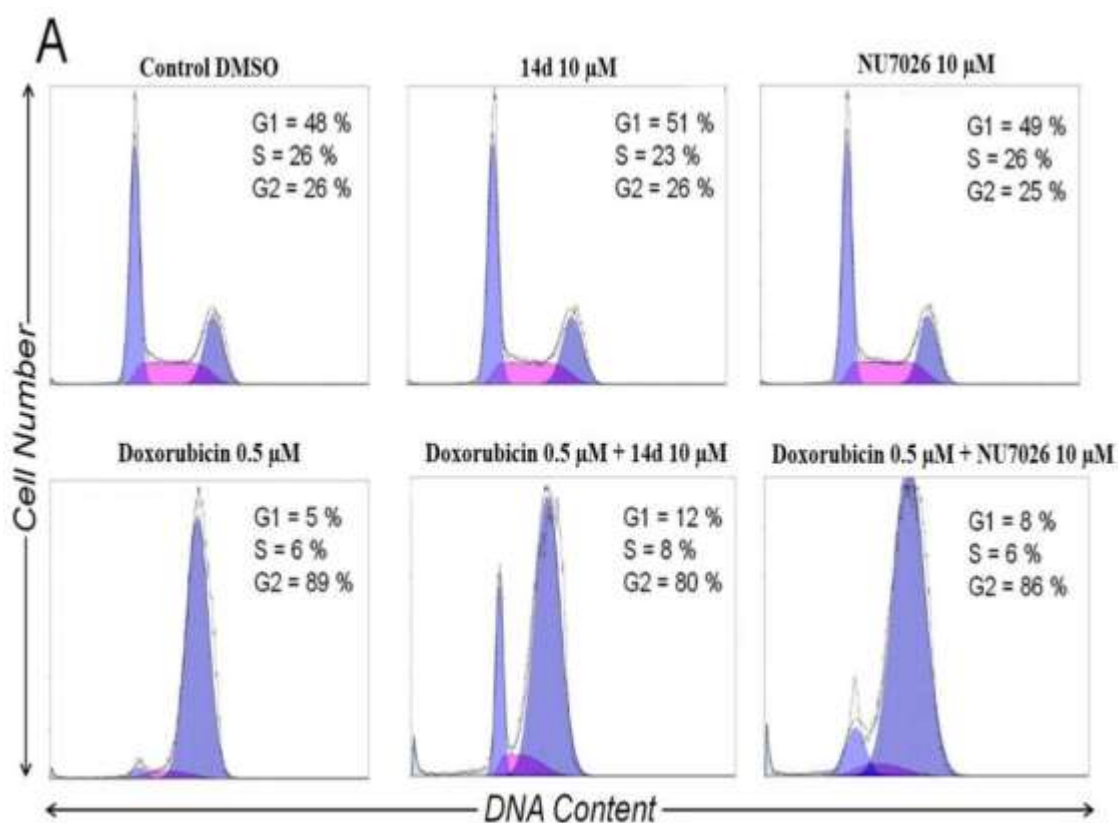 A
Control DMSO
G1 = 48 %
S = 26 %
G2 = 26 %
14d 10 μM
G1 = 51 %
S = 23 %
G2 = 26 %
NU7026 10 μM
G1 = 49 %
S = 26 %
G2 = 25 %
Doxorubicin 0.5 μM
G1 = 5 %
S = 6 %
G2 = 89 %
Doxorubicin 0.5 μM + 14d 10 μM
G1 = 12 %
S = 8 %
G2 = 80 %
Doxorubicin 0.5 μM + NU7026 10 μM
G1 = 8 %
S = 6 %
G2 = 86 %
Cell Number
DNA Content